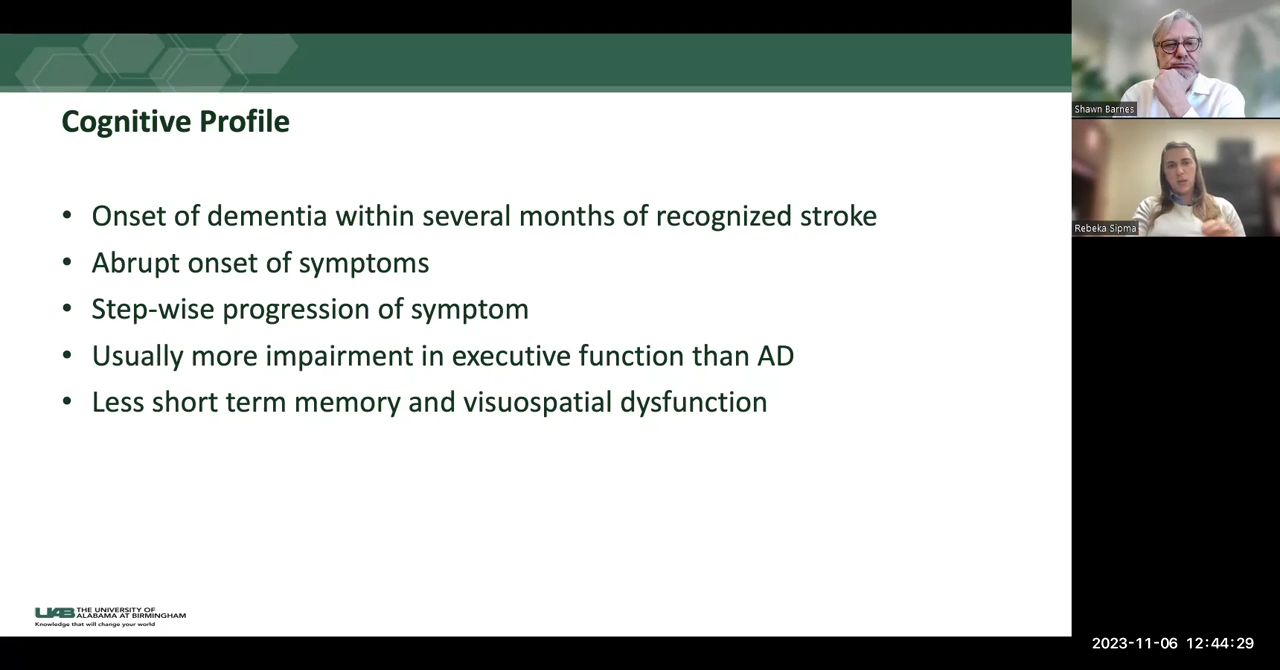 Cognitive Profile
• Onset of dementia within several months of recognized stroke
• Abrupt onset of symptoms
• Step-wise progression of symptom
• Usually more impairment in executive function than AD
• Less short term memory and visuospatial dysfunction
UAB THE UNIVERSITY OF
ALABAMA AT BIRMINGHAM
Knowledge that will change your world
Shawn Barnes
Rebeka Sipma
2023-11-06 12:44:29